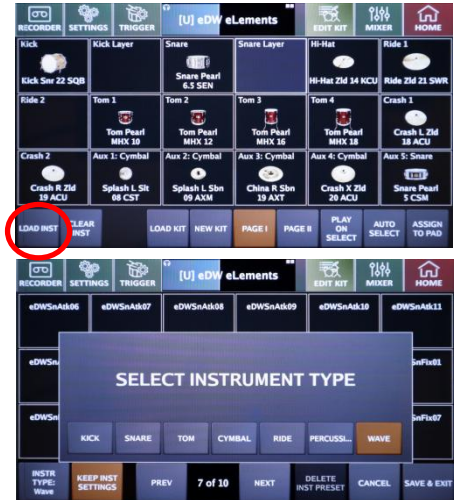 RECORDER SETTINGS TRIGGER [U] eDW eLements EDIT KIT MIXER HOME
Kick Kick Layer Snare Snare Layer Hi-Hat Ride 1
Kick Snr 22 SQB Snare Pearl 6.5 SEN Hi-Hat Zld 14 KCU Ride Zld 21 SWR
Ride 2 Tom 1 Tom 2 Tom 3 Tom 4 Crash 1
Tom Pearl MHX 10 Tom Pearl MHX 12 Tom Pearl MHX 16 Tom Pearl MHX 18 Crash L Zld 18 ACU
Crash 2 Aux 1: Cymbal Aux 2: Cymbal Aux 3: Cymbal Aux 4: Cymbal Aux 5: Snare
Crash R Zld 19 ACU Splash L Sit 08 CST Splash L Sbn 09 AXM China R Sbn 19 AXT Crash X Zld 20 ACU Snare Pearl 5 CSM
LOAD INST CLEAR INST LOAD KIT NEW KIT PAGE I PAGE II PLAY ON SELECT AUTO SELECT ASSIGN TO PAD
RECORDER SETTINGS TRIGGER [U] eDW eLements EDIT KIT MIXER HOME
eDWSnAtk06 eDWSnAtk07 eDWSnAtk08 eDWSnAtk09 eDWSnAtk10 eDWSnAtk11
SELECT INSTRUMENT TYPE
KICK SNARE TOM CYMBAL RIDE PERCUSSI... WAVE
INSTR TYPE: Wave KEEP INST SETTINGS PREV 7 of 10 NEXT DELETE INST PRESET CANCEL SAVE & EXIT